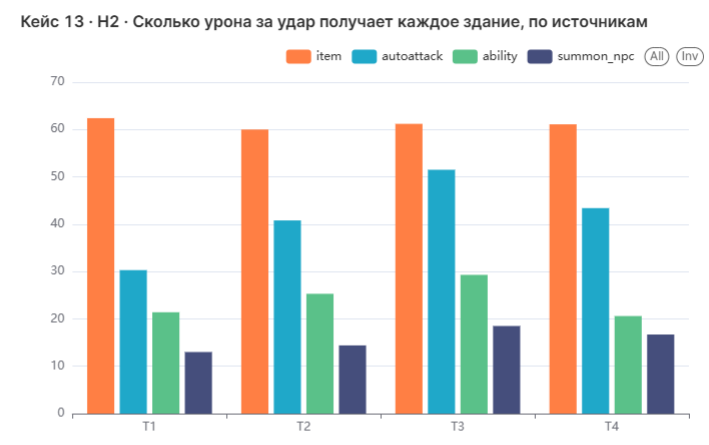 Кейс 13 · H2 · Сколько урона за удар получает каждое здание, по источникам
item autoattack ability summon_npc All Inv
70
60
50
40
30
20
10
0
T1 T2 T3 T4